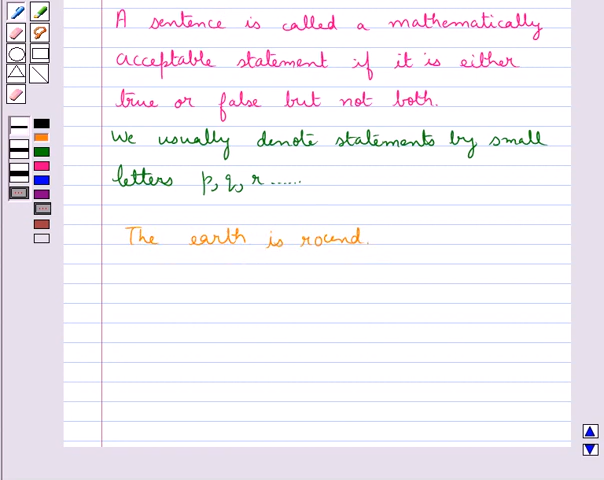 A sentence is called a mathematically
acceptable statement if it is either
true or false but not both.
We usually denote statements by small
letters p, q, r ......
The earth is round.